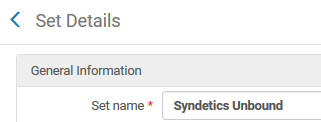 Set Details
General Information
Set name * Syndetics Unbound